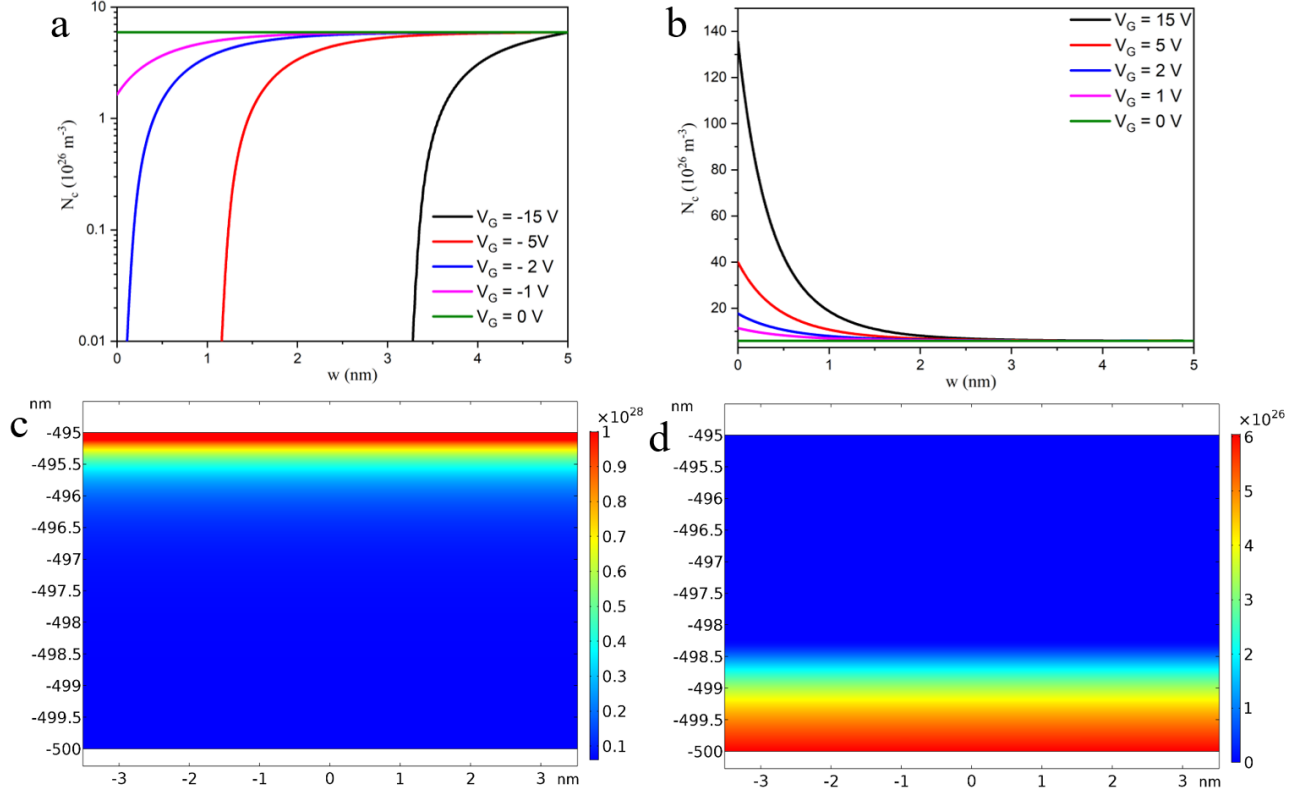 a
10
1
0.1
0.01
N_c (10^26 m^-3)
V_G = -15 V
V_G = - 5V
V_G = - 2 V
V_G = -1 V
V_G = 0 V
0 1 2 3 4 5
w (nm)
b
140
120
100
80
60
40
20
N_c (10^26 m^-3)
V_G = 15 V
V_G = 5 V
V_G = 2 V
V_G = 1 V
V_G = 0 V
0 1 2 3 4 5
w (nm)
c
nm
-495
-495.5
-496
-496.5
-497
-497.5
-498
-498.5
-499
-499.5
-500
-3 -2 -1 0 1 2 3 nm
×10^28
1
0.9
0.8
0.7
0.6
0.5
0.4
0.3
0.2
0.1
d
nm
-495
-495.5
-496
-496.5
-497
-497.5
-498
-498.5
-499
-499.5
-500
-3 -2 -1 0 1 2 3 nm
×10^26
6
5
4
3
2
1
0